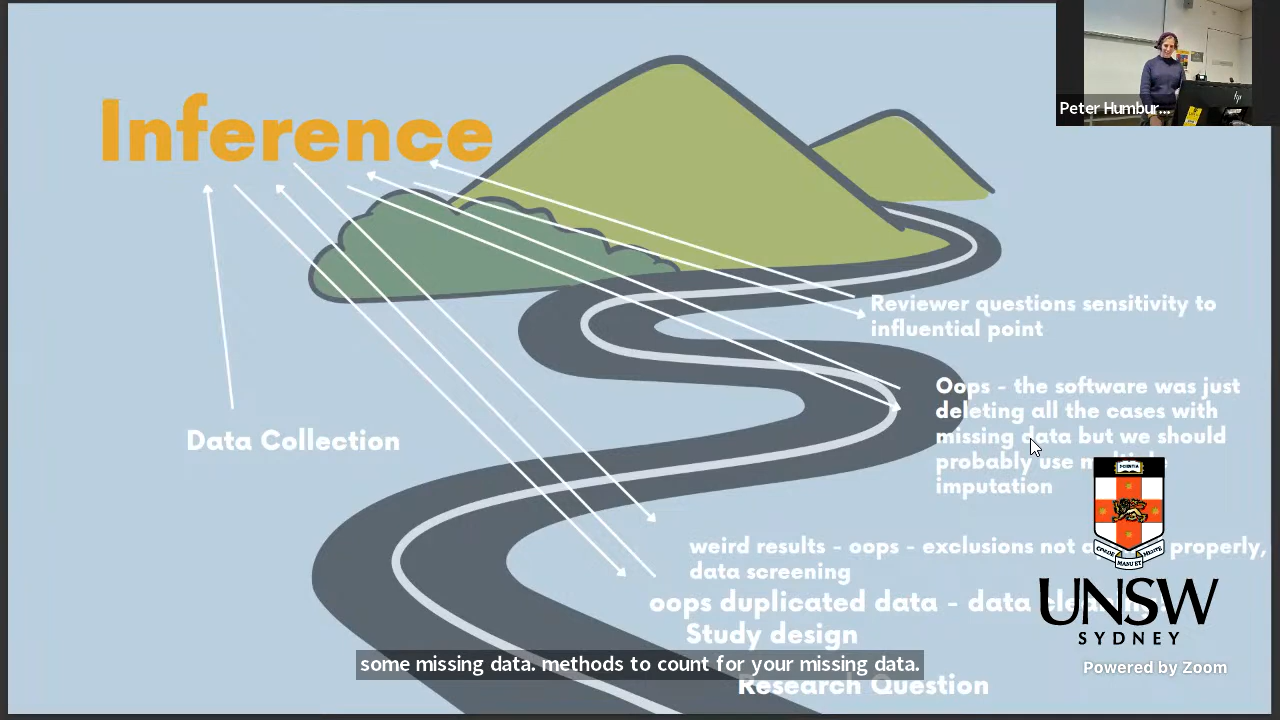 Inference
Peter Humbur...
Reviewer questions sensitivity to
influential point
Oops - the software was just
deleting all the cases with
missing data but we should
probably use multiple
imputation
Data Collection
weird results - oops - exclusions not a properly,
data screening
oops duplicated data - data
Study design
some missing data. methods to count for your missing data.
Research Question
UNSW
SYDNEY
Powered by Zoom